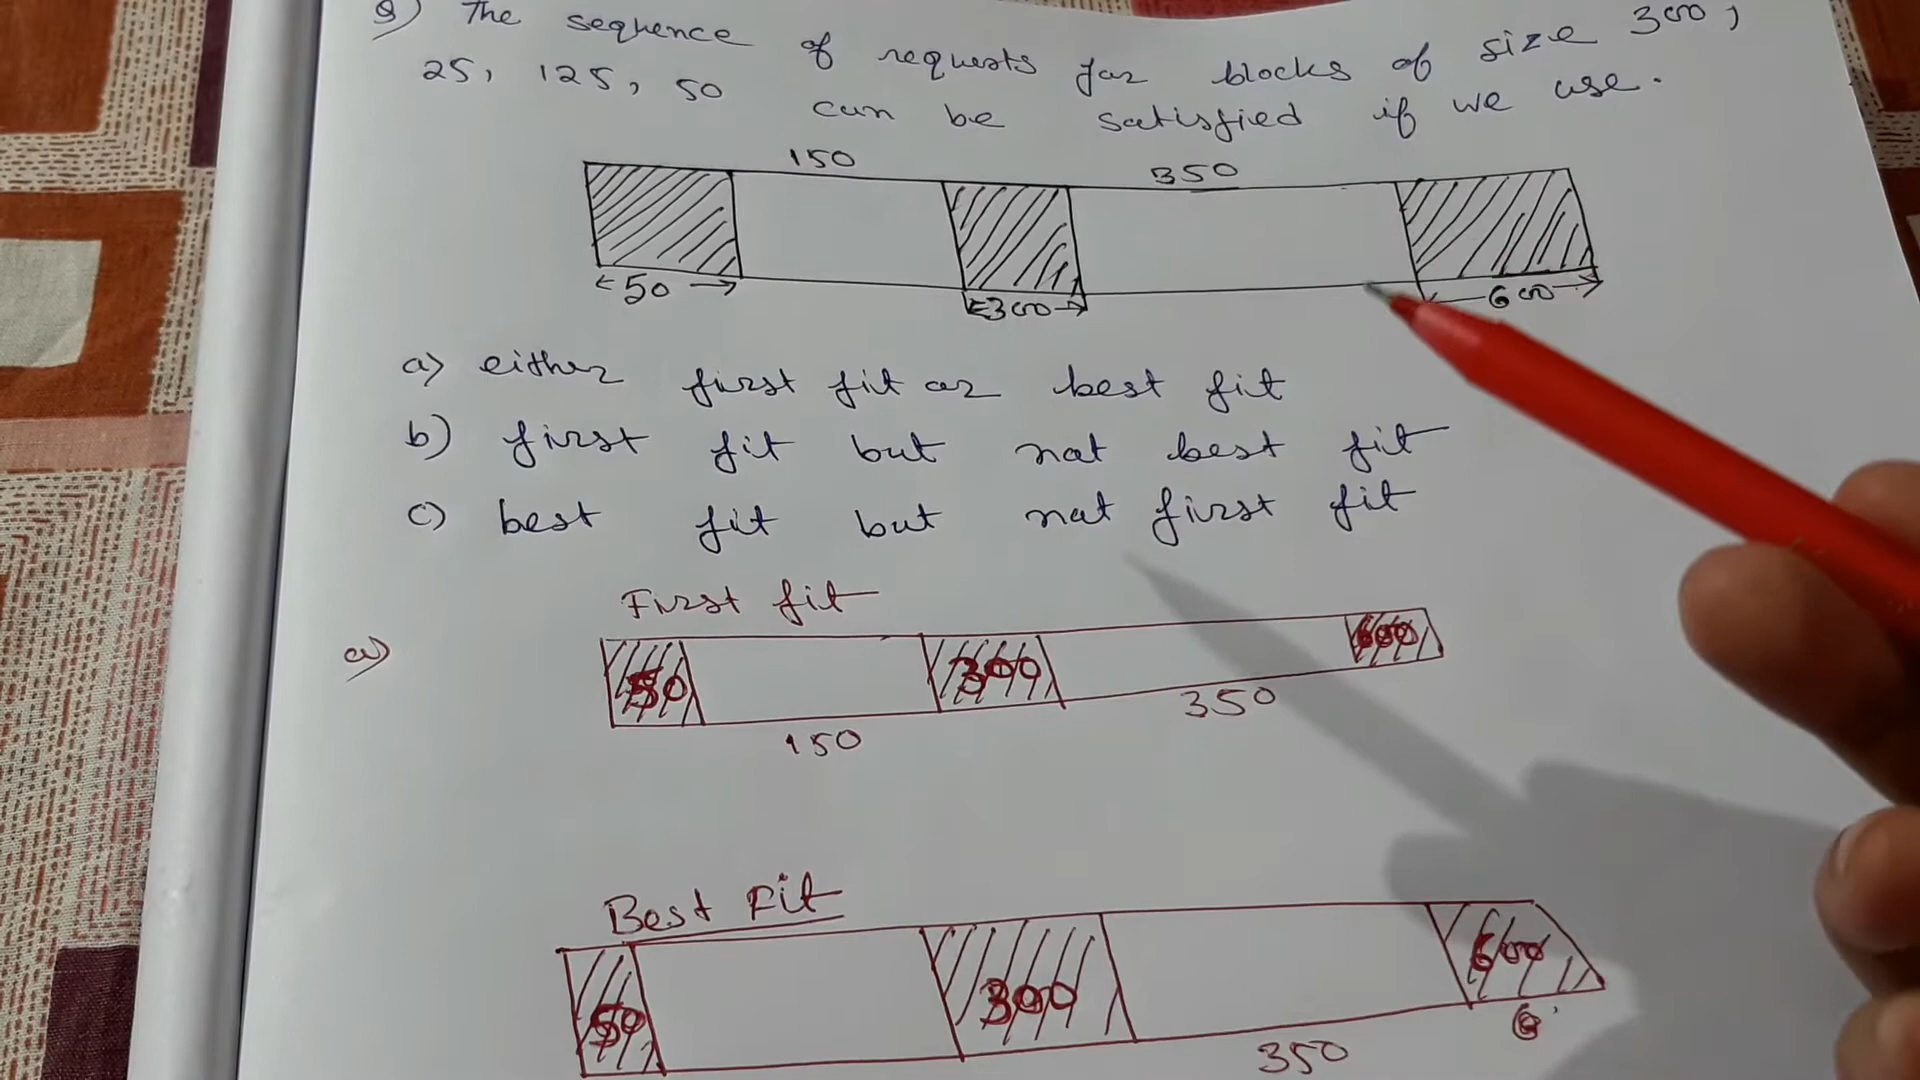 Q) The sequence of requests for blocks of size 300,
25, 125, 50 can be satisfied if we use.
150 350
50 300 600
a) either first fit or best fit
b) first fit but not best fit
c) best fit but not first fit
First fit
a)
50 300 600
150 350
Best Fit
50 300 600
350 6